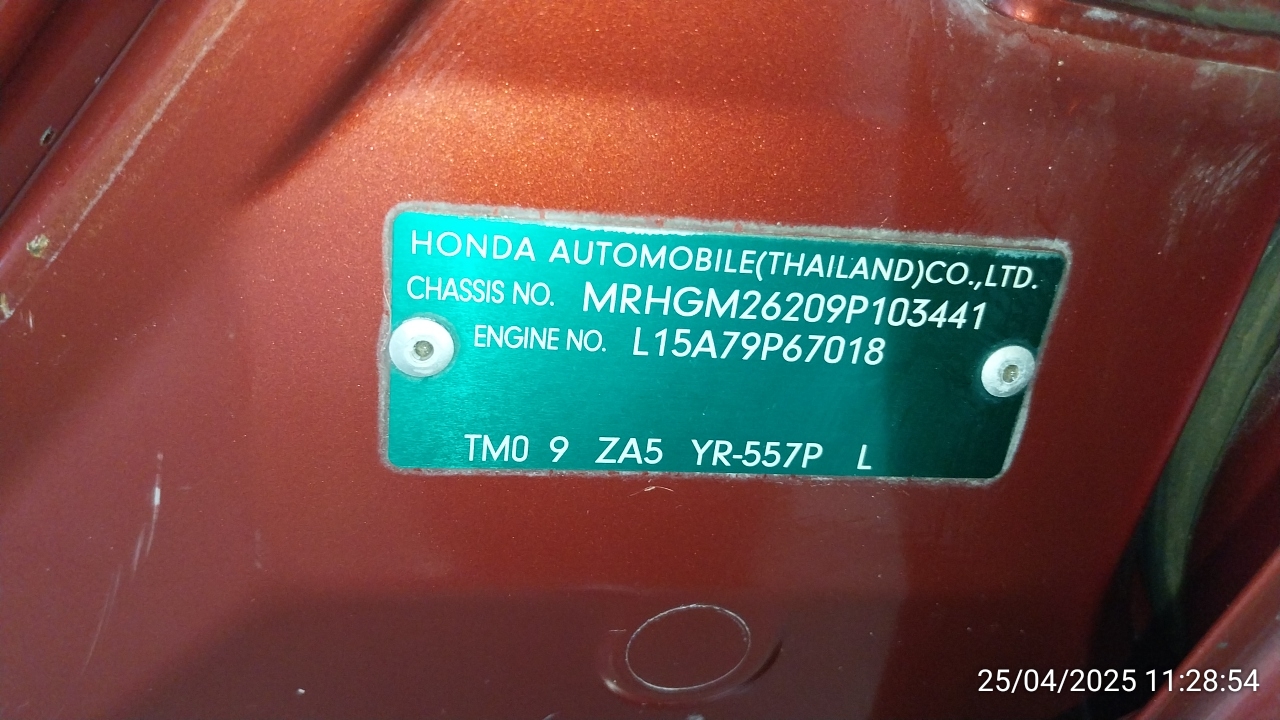 HONDA AUTOMOBILE(THAILAND)CO.,LTD.
CHASSIS NO. MRHGM26209P103441
ENGINE NO. L15A79P67018
TM0 9 ZA5 YR-557P L
25/04/2025 11:28:54